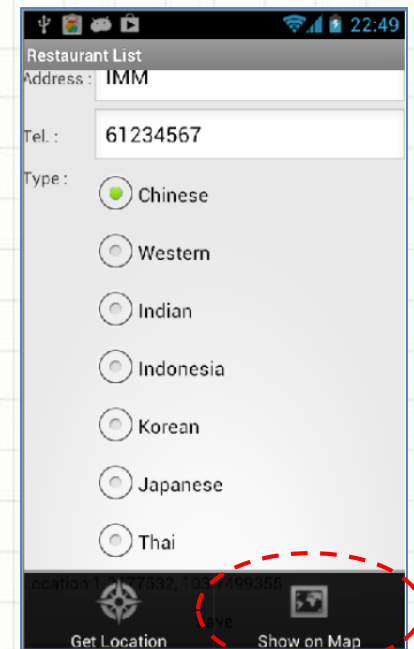 22:49
Restaurant List
Address : IMM
Tel. : 61234567
Type : Chinese
Western
Indian
Indonesia
Korean
Japanese
Thai
Get Location
Show on Map